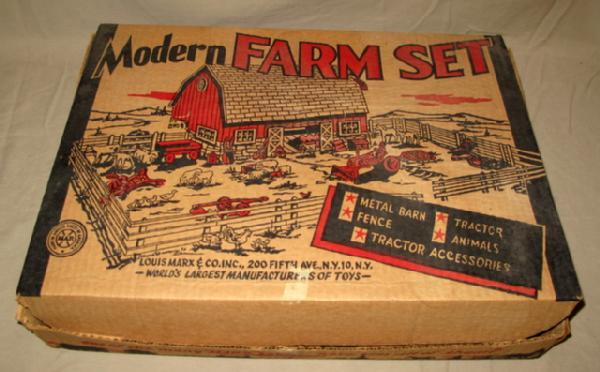 Modern FARM SET
★ METAL BARN ★ TRACTOR
★ FENCE ★ ANIMALS
★ TRACTOR ACCESSORIES
MAR
LOUIS MARX & CO. INC., 200 FIFTH AVE., N.Y. 10, N.Y.
— WORLD'S LARGEST MANUFACTURERS OF TOYS —